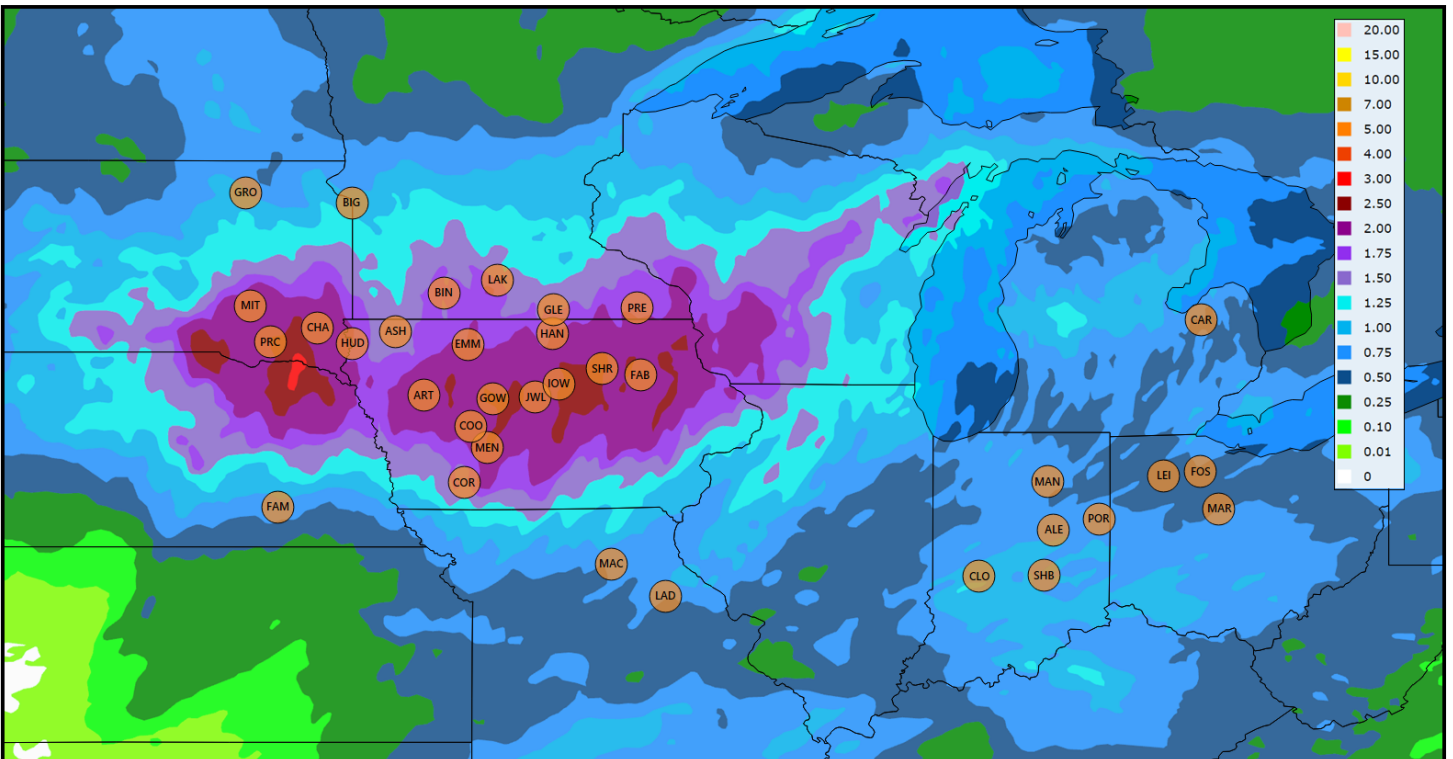 20.00
15.00
10.00
7.00
5.00
4.00
3.00
2.50
2.00
1.75
1.50
1.25
1.00
0.75
0.50
0.25
0.10
0.01
0
GRO
BIG
LAK
BIN
MIT
GLE
PRE
CAR
CHA
ASH
HAN
PRC
HUD
EMM
SHR
FAB
IOW
ART
GOW
JWL
COO
MEN
COR
MAN
LEI
FOS
FAM
MAR
POR
ALE
MAC
CLO
SHB
LAD